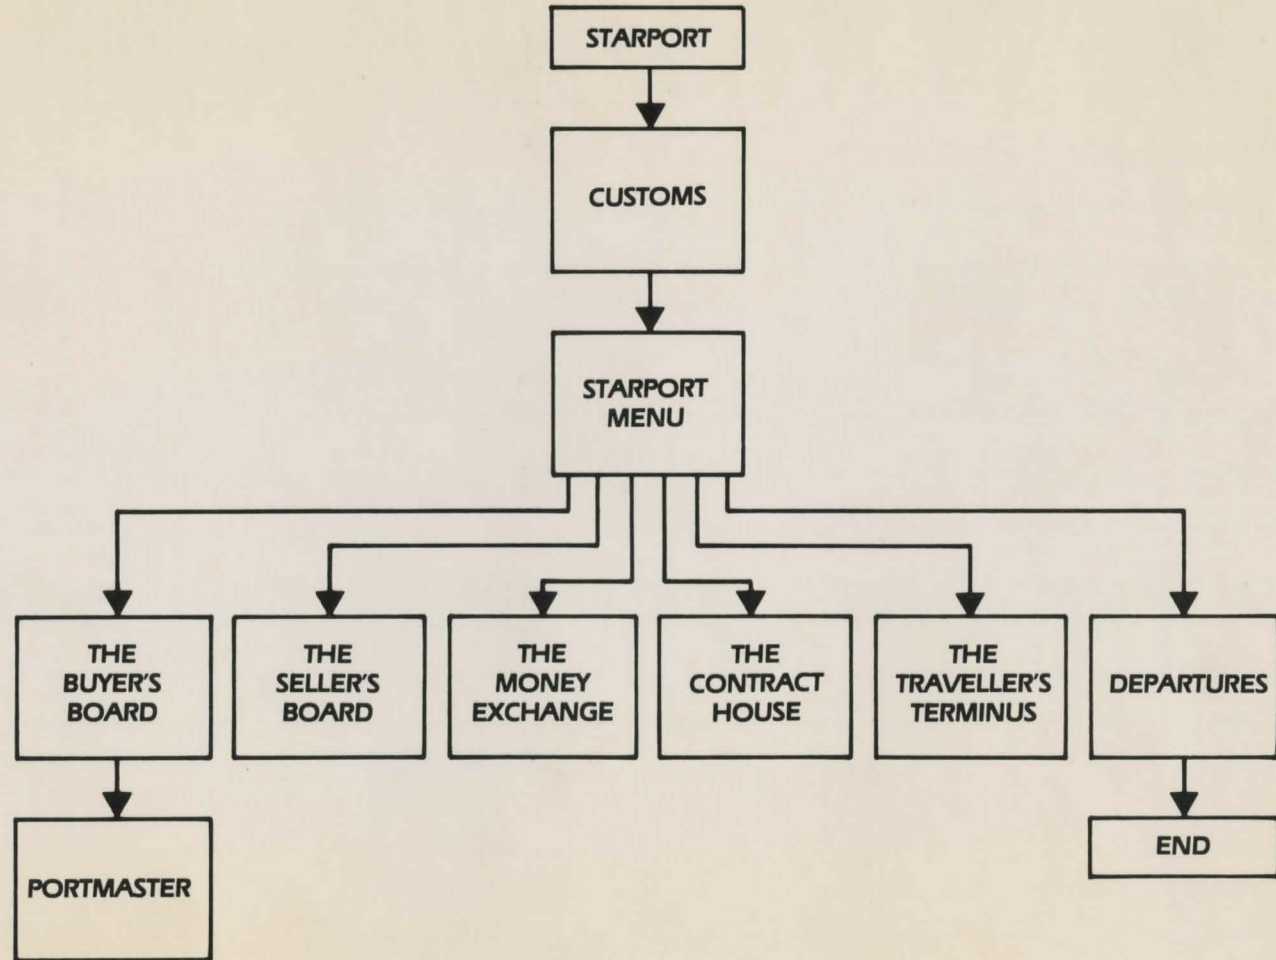 STARPORT
CUSTOMS
STARPORT
MENU
THE
BUYER'S
BOARD
THE
SELLER'S
BOARD
THE
MONEY
EXCHANGE
THE
CONTRACT
HOUSE
THE
TRAVELLER'S
TERMINUS
DEPARTURES
PORTMASTER
END